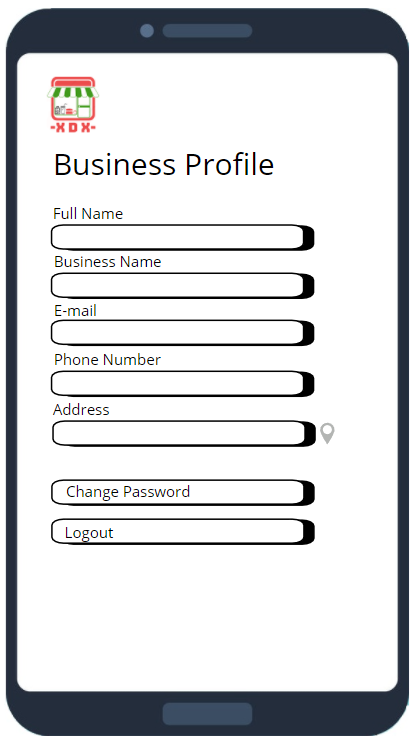 -XDX-
Business Profile
Full Name
Business Name
E-mail
Phone Number
Address
Change Password
Logout